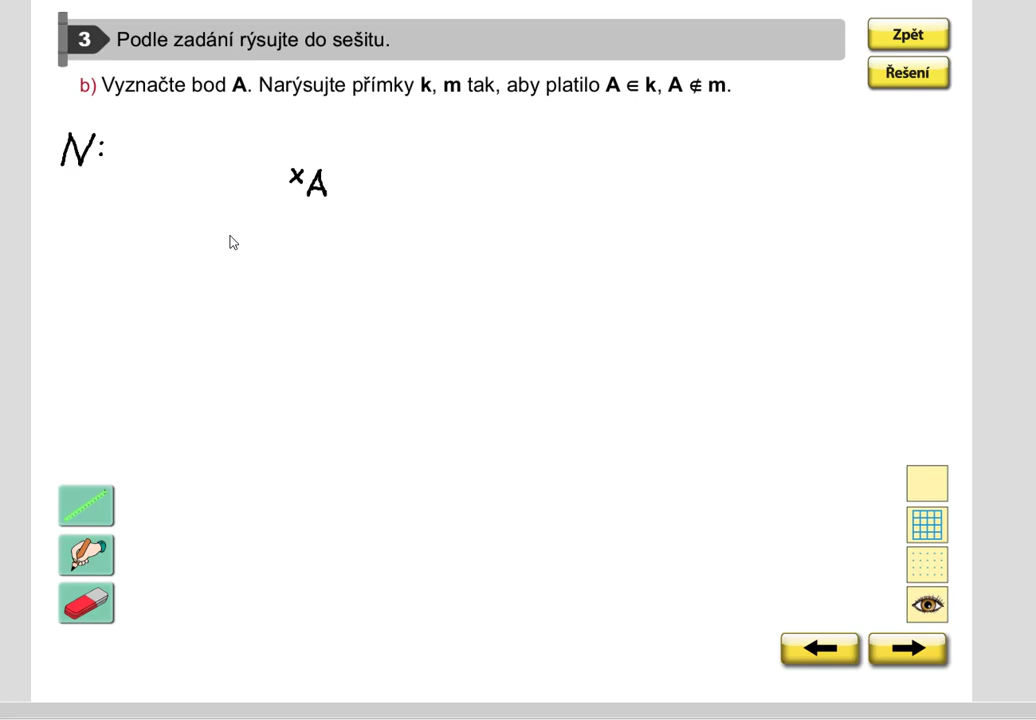 3 Podle zadání rýsujte do sešitu.
Zpět
Řešení
b) Vyznačte bod A. Narýsujte přímky k, m tak, aby platilo A ∈ k, A ∉ m.
N:
×A